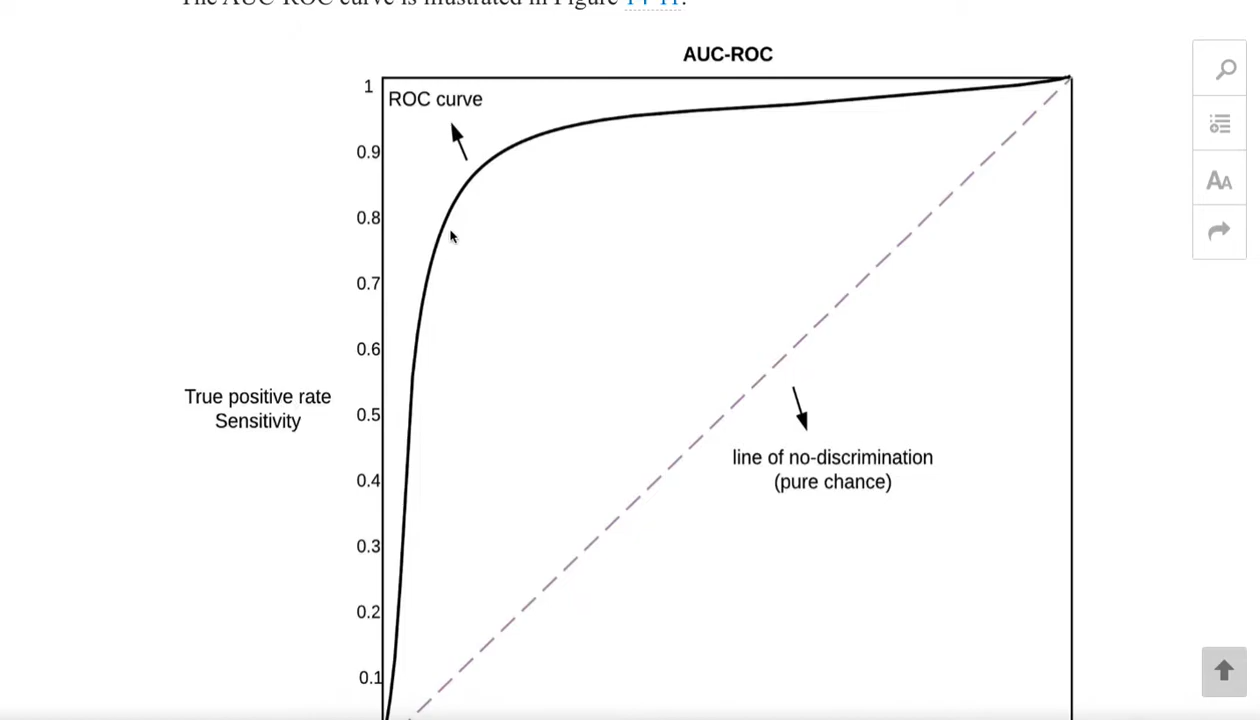 The AUC-ROC curve is illustrated in Figure 14-11.
AUC-ROC
1
ROC curve
0.9
0.8
0.7
0.6
True positive rate
Sensitivity
0.5
line of no-discrimination
(pure chance)
0.4
0.3
0.2
0.1
AA